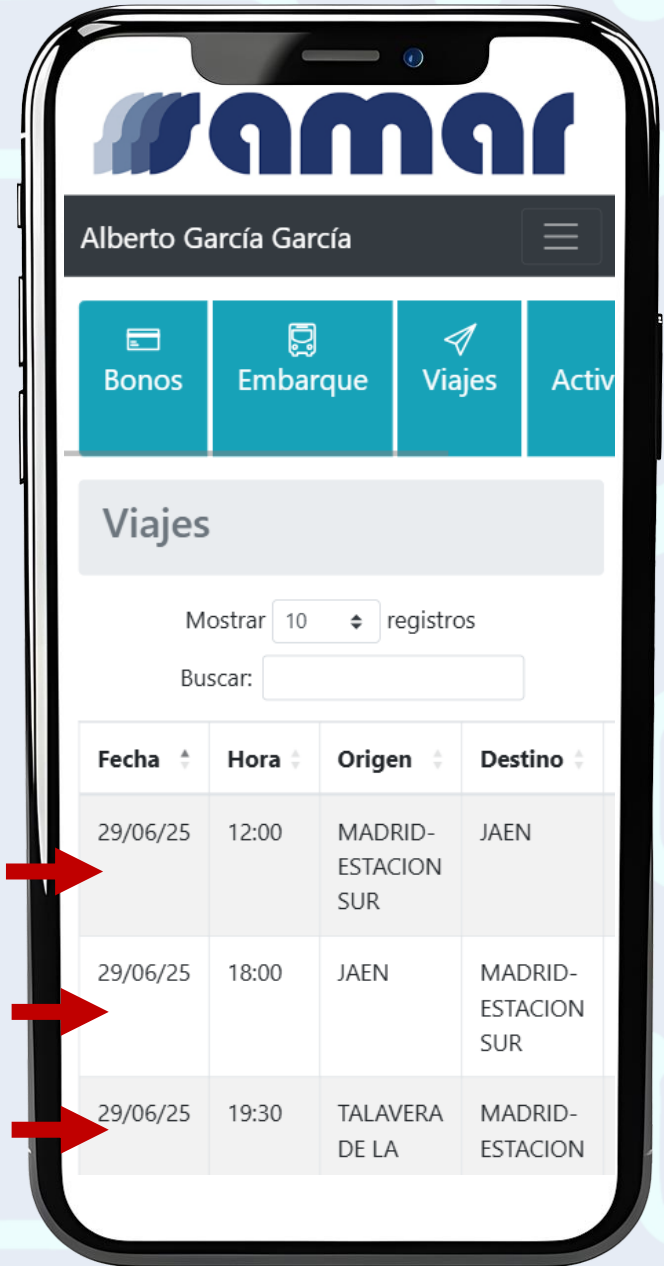 samar
Alberto García García
Bonos
Embarque
Viajes
Activ
Viajes
Mostrar 10 registros
Buscar:
Fecha Hora Origen Destino
29/06/25 12:00 MADRID- JAEN
ESTACION
SUR
29/06/25 18:00 JAEN MADRID-
ESTACION
SUR
29/06/25 19:30 TALAVERA MADRID-
DE LA ESTACION